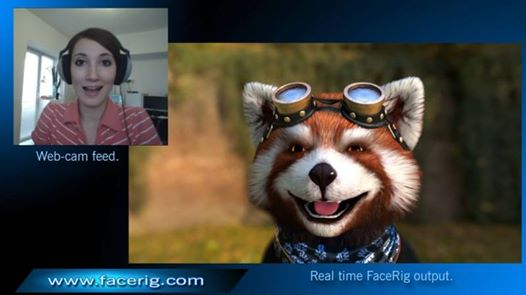 Web-cam feed.
Real time FaceRig output.
www.facerig.com